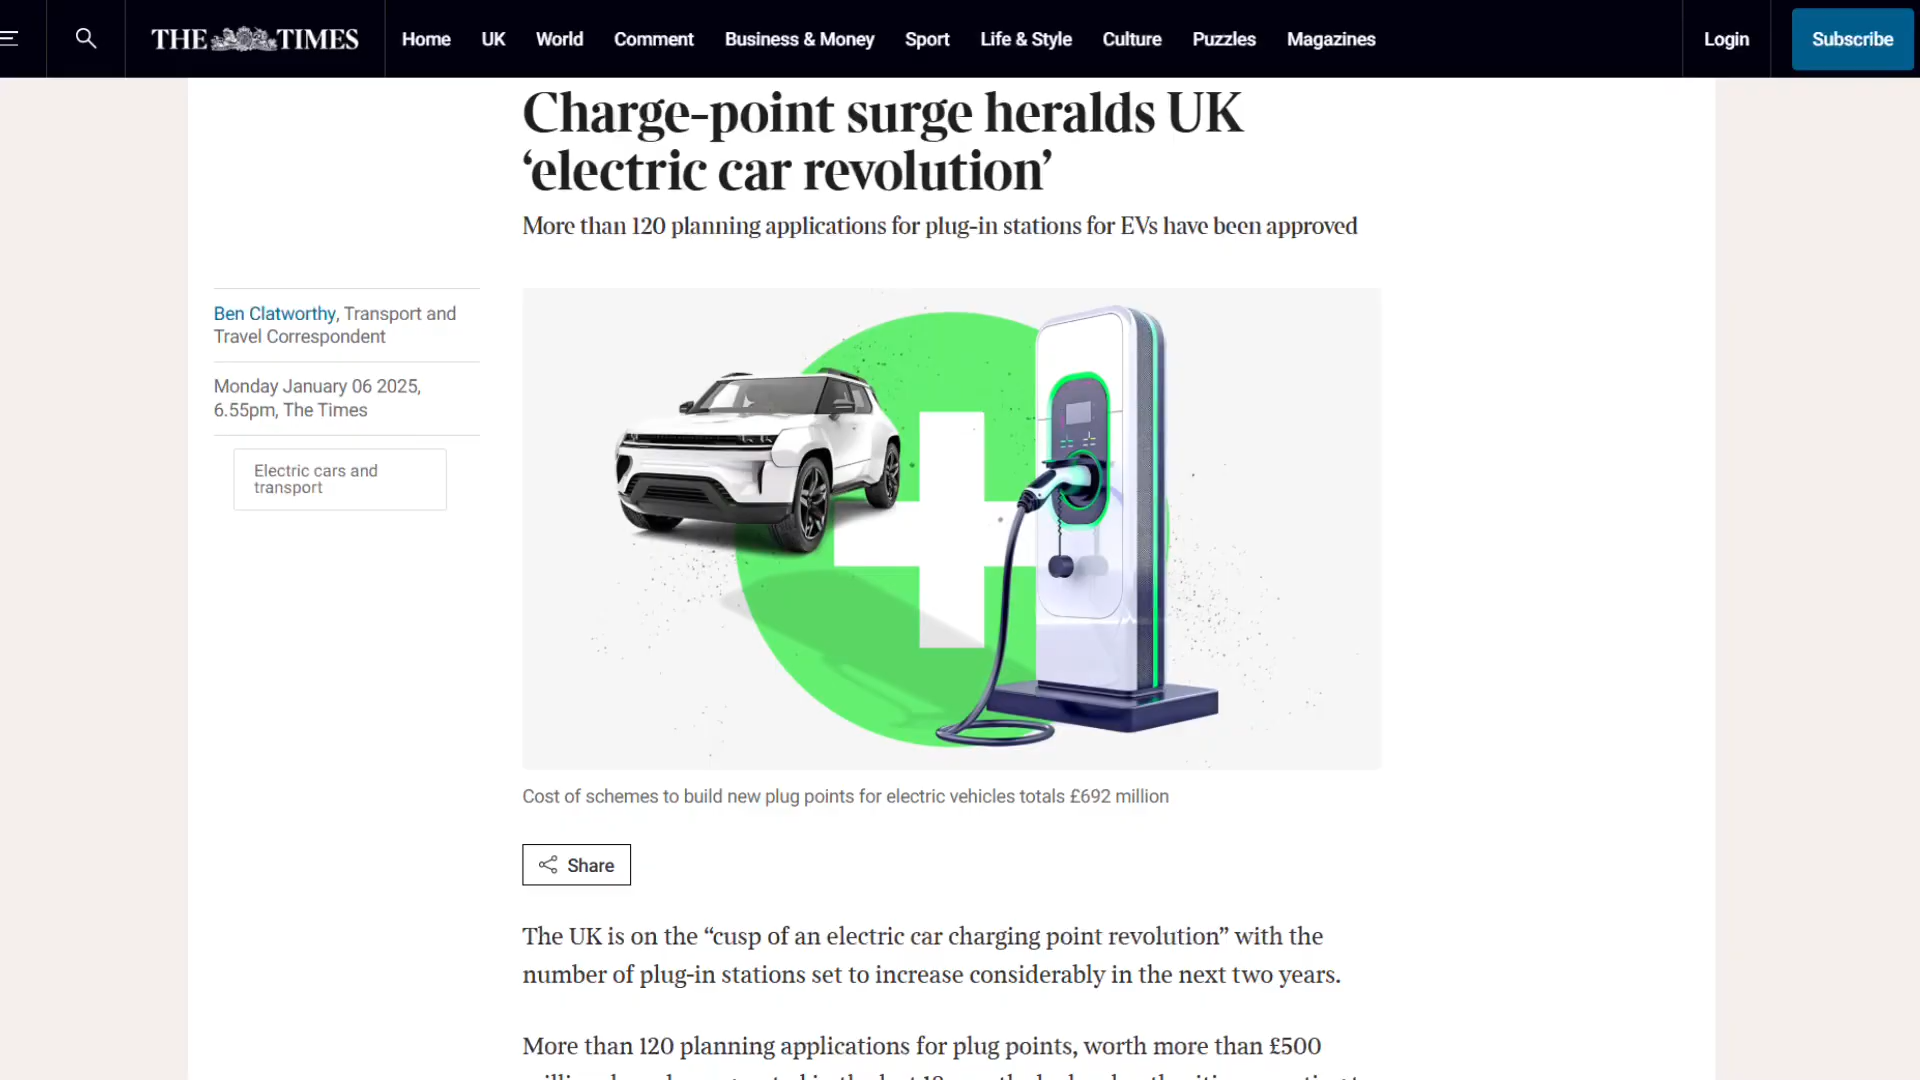 THE TIMES
Home UK World Comment Business & Money Sport Life & Style Culture Puzzles Magazines
Login
Subscribe
Charge-point surge heralds UK
‘electric car revolution’
More than 120 planning applications for plug-in stations for EVs have been approved
Ben Clatworthy, Transport and
Travel Correspondent
Monday January 06 2025,
6.55pm, The Times
Electric cars and
transport
Cost of schemes to build new plug points for electric vehicles totals £692 million
Share
The UK is on the “cusp of an electric car charging point revolution” with the
number of plug-in stations set to increase considerably in the next two years.
More than 120 planning applications for plug points, worth more than £500